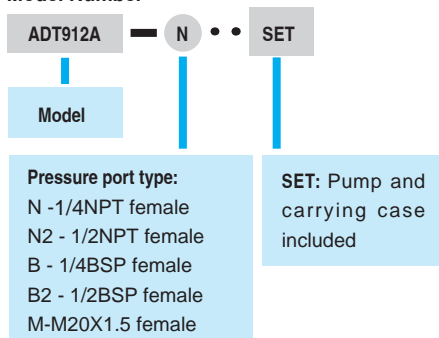 ADT912A — N • • SET
Model
Pressure port type:
N -1/4NPT female
N2 - 1/2NPT female
B - 1/4BSP female
B2 - 1/2BSP female
M-M20X1.5 female
SET: Pump and
carrying case
included